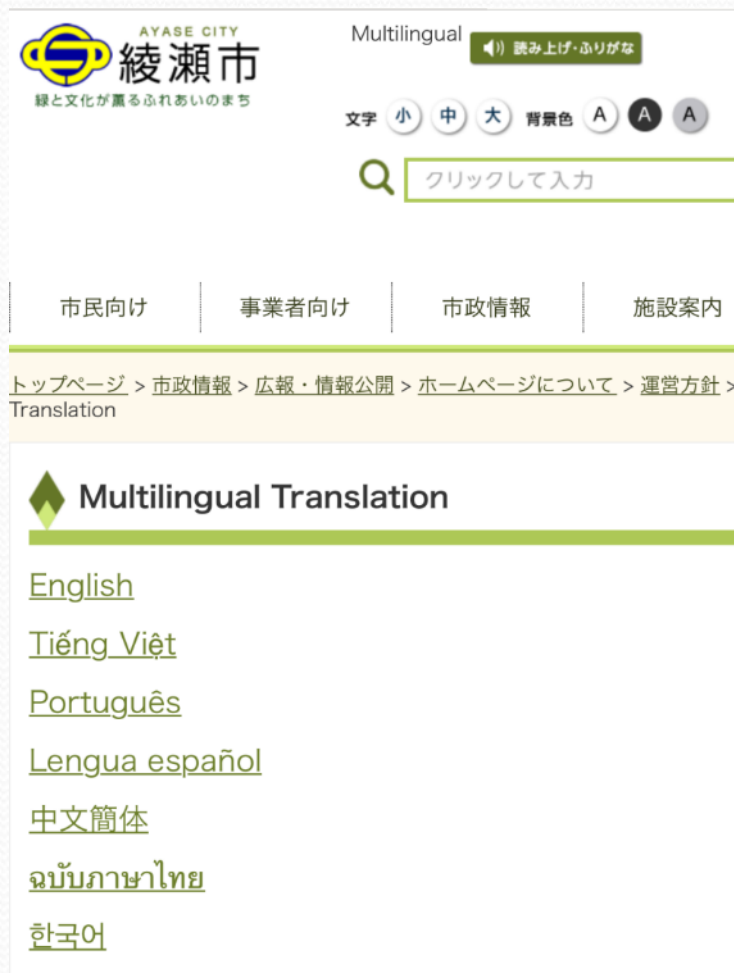 AYASE CITY
綾瀬市
緑と文化が薫るふれあいのまち
Multilingual
読み上げ・ふりがな
文字 小 中 大 背景色 A A A
クリックして入力
市民向け 事業者向け 市政情報 施設案内
トップページ > 市政情報 > 広報・情報公開 > ホームページについて > 運営方針 >
Translation
Multilingual Translation
English
Tiếng Việt
Português
Lengua español
中文簡体
ฉบับภาษาไทย
한국어